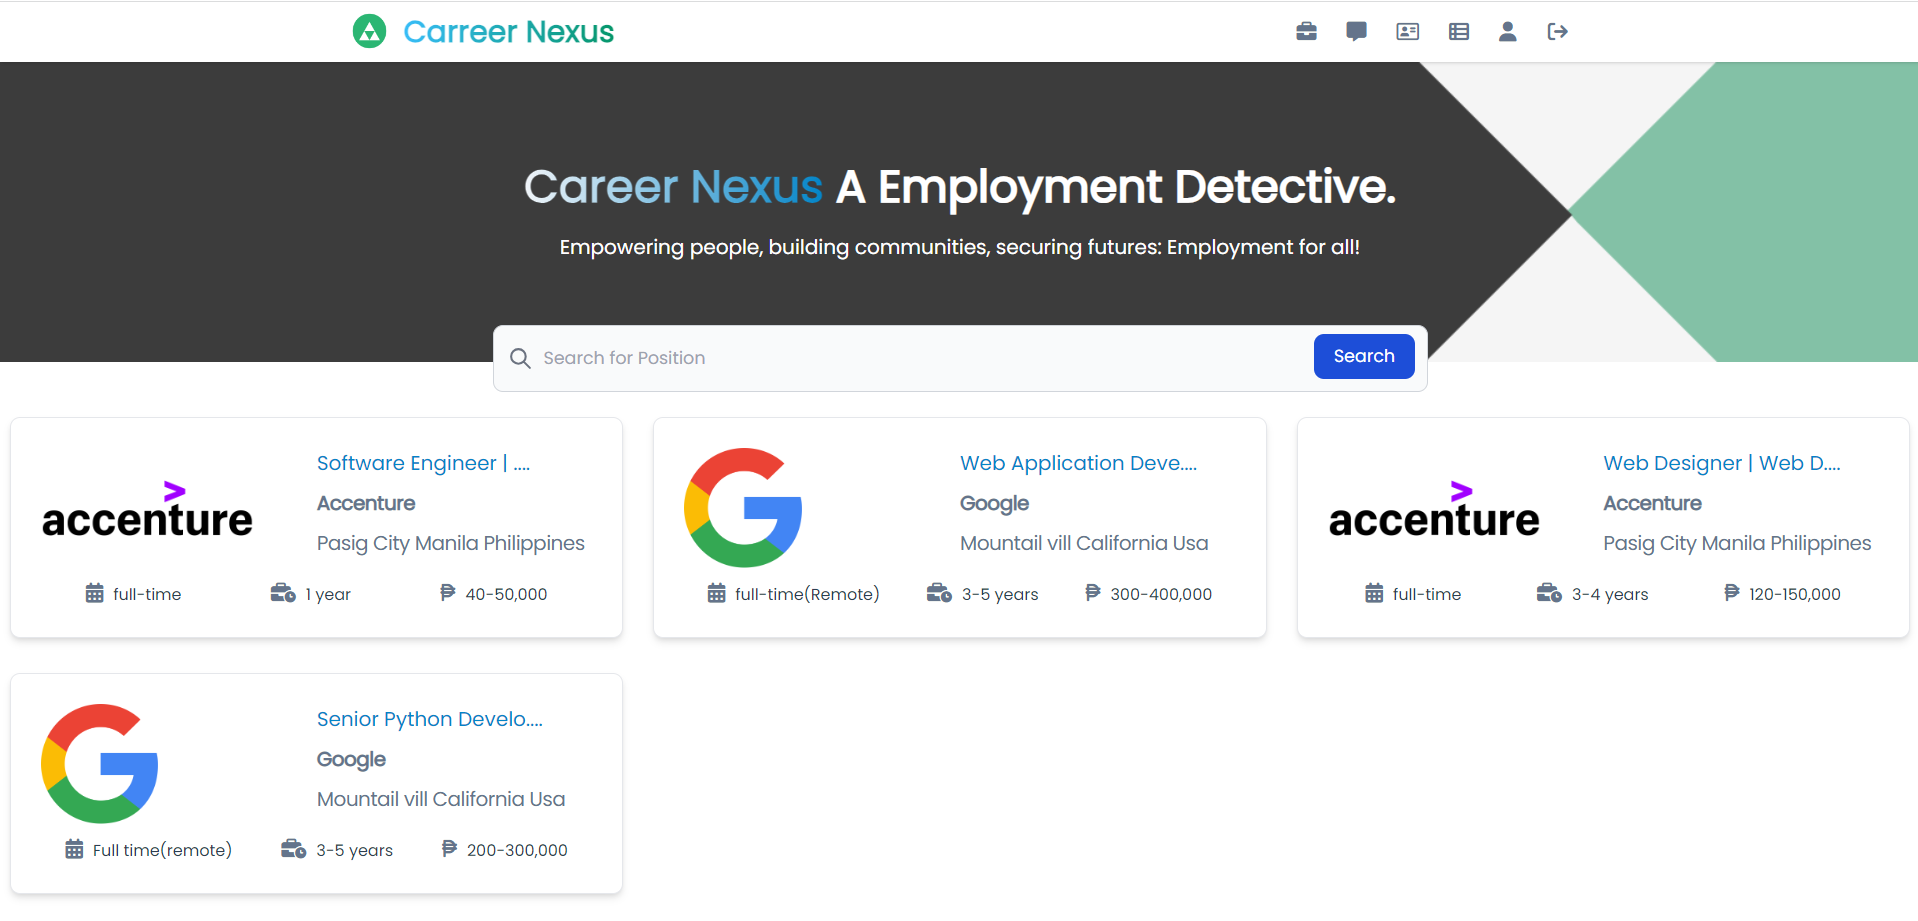 Carreer Nexus
Career Nexus A Employment Detective.
Empowering people, building communities, securing futures: Employment for all!
Search for Position
Search
accenture
Software Engineer | ....
Accenture
Pasig City Manila Philippines
full-time
1 year
₱ 40-50,000
Web Application Deve....
Google
Mountail vill California Usa
full-time(Remote)
3-5 years
₱ 300-400,000
accenture
Web Designer | Web D....
Accenture
Pasig City Manila Philippines
full-time
3-4 years
₱ 120-150,000
Senior Python Develo....
Google
Mountail vill California Usa
Full time(remote)
3-5 years
₱ 200-300,000